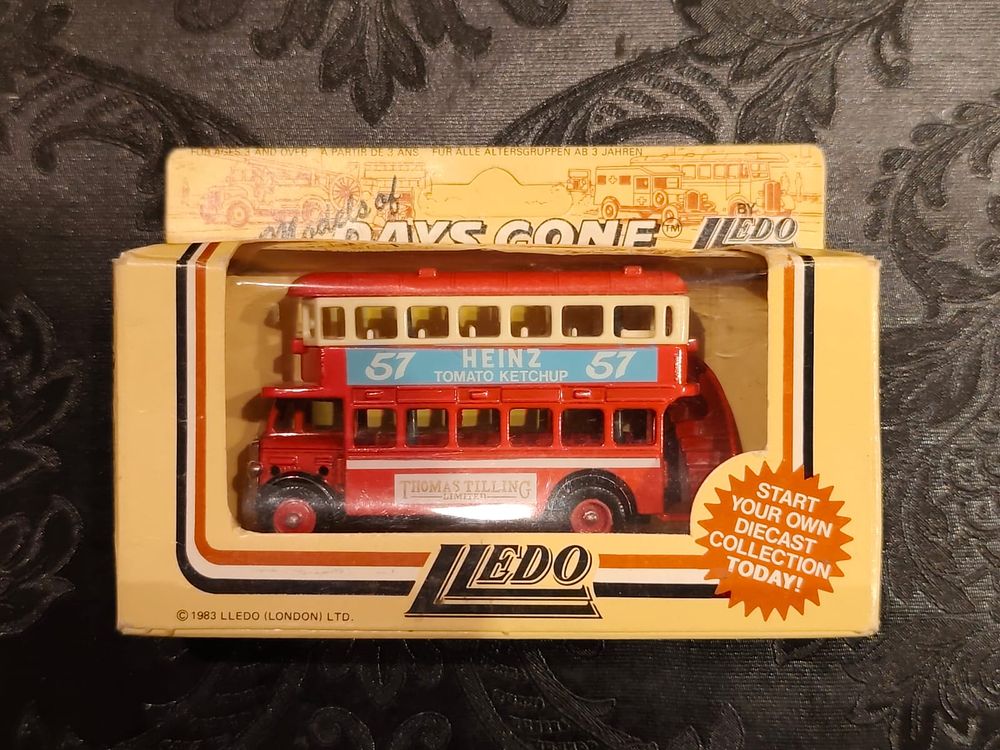 FOR AGES 3 AND OVER   A PARTIR DE 3 ANS   FÜR ALLE ALTERSGRUPPEN AB 3 JAHREN
Models of
DAYS GONE™
BY
LLEDO
57 HEINZ 57
TOMATO KETCHUP
THOMAS TILLING
LIMITED
START
YOUR OWN
DIECAST
COLLECTION
TODAY!
LLEDO
© 1983 LLEDO (LONDON) LTD.